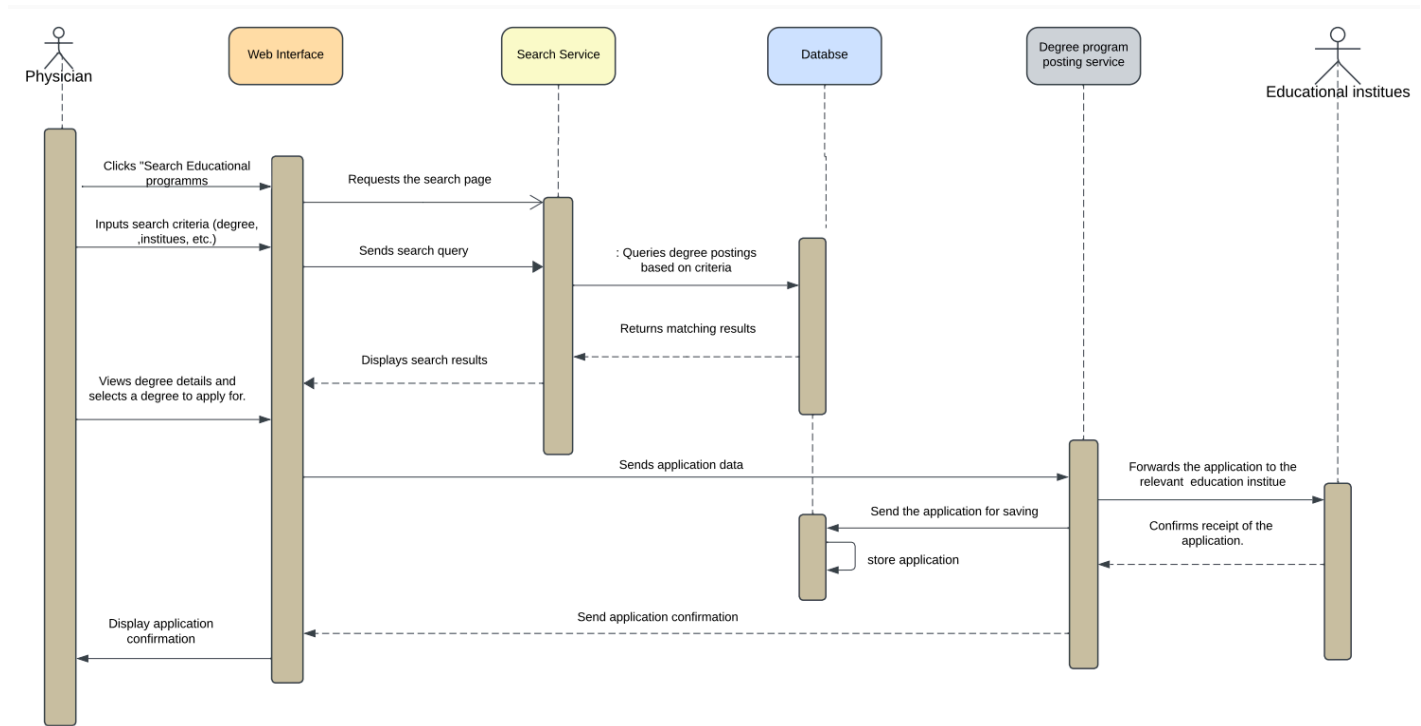 Physician
Web Interface
Search Service
Databse
Degree program
posting service
Educational institues
Clicks "Search Educational
programms
Requests the search page
Inputs search criteria (degree,
,institues, etc.)
Sends search query
: Queries degree postings
based on criteria
Returns matching results
Displays search results
Views degree details and
selects a degree to apply for.
Sends application data
Forwards the application to the
relevant education institue
Send the application for saving
Confirms receipt of the
application.
store application
Send application confirmation
Display application
confirmation